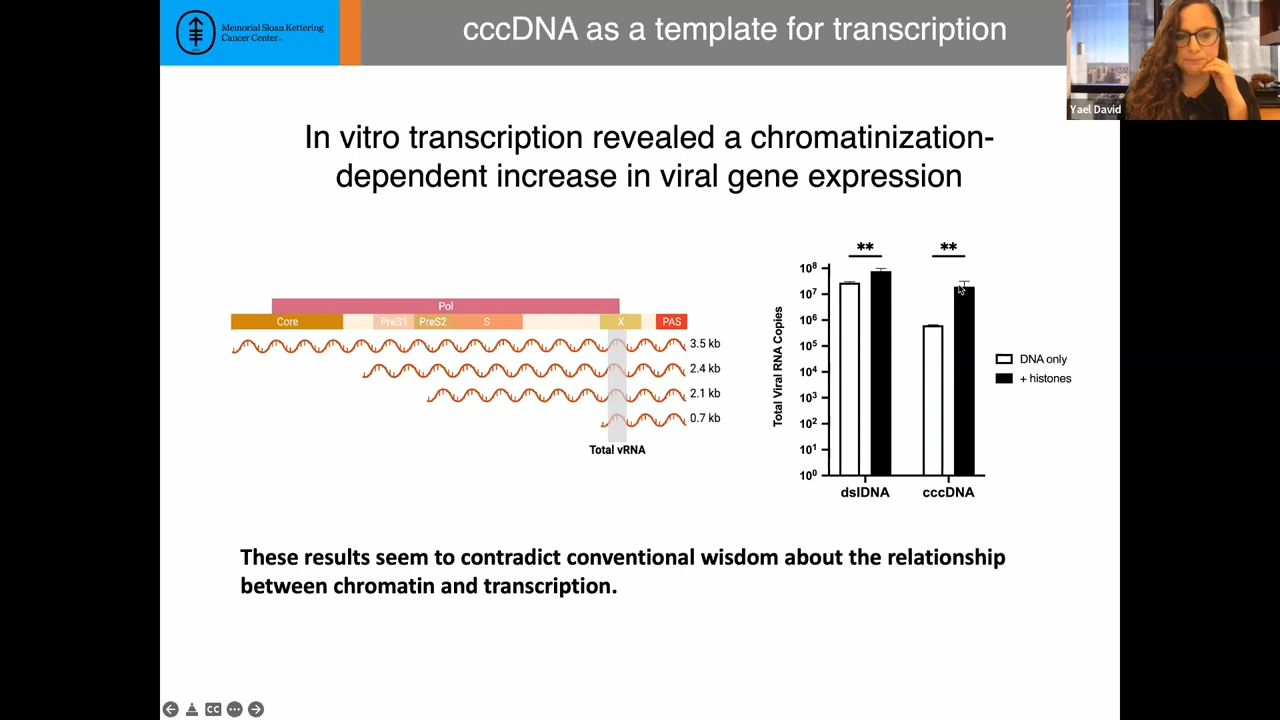 Memorial Sloan Kettering
Cancer Center
cccDNA as a template for transcription
Yael David
In vitro transcription revealed a chromatinization-
dependent increase in viral gene expression
Pol
Core
PreS1
PreS2
S
X
PAS
3.5 kb
2.4 kb
2.1 kb
0.7 kb
Total vRNA
**
**
Total Viral RNA Copies
10⁸
10⁷
10⁶
10⁵
10⁴
10³
10²
10¹
10⁰
dslDNA
cccDNA
DNA only
+ histones
These results seem to contradict conventional wisdom about the relationship
between chromatin and transcription.
CC